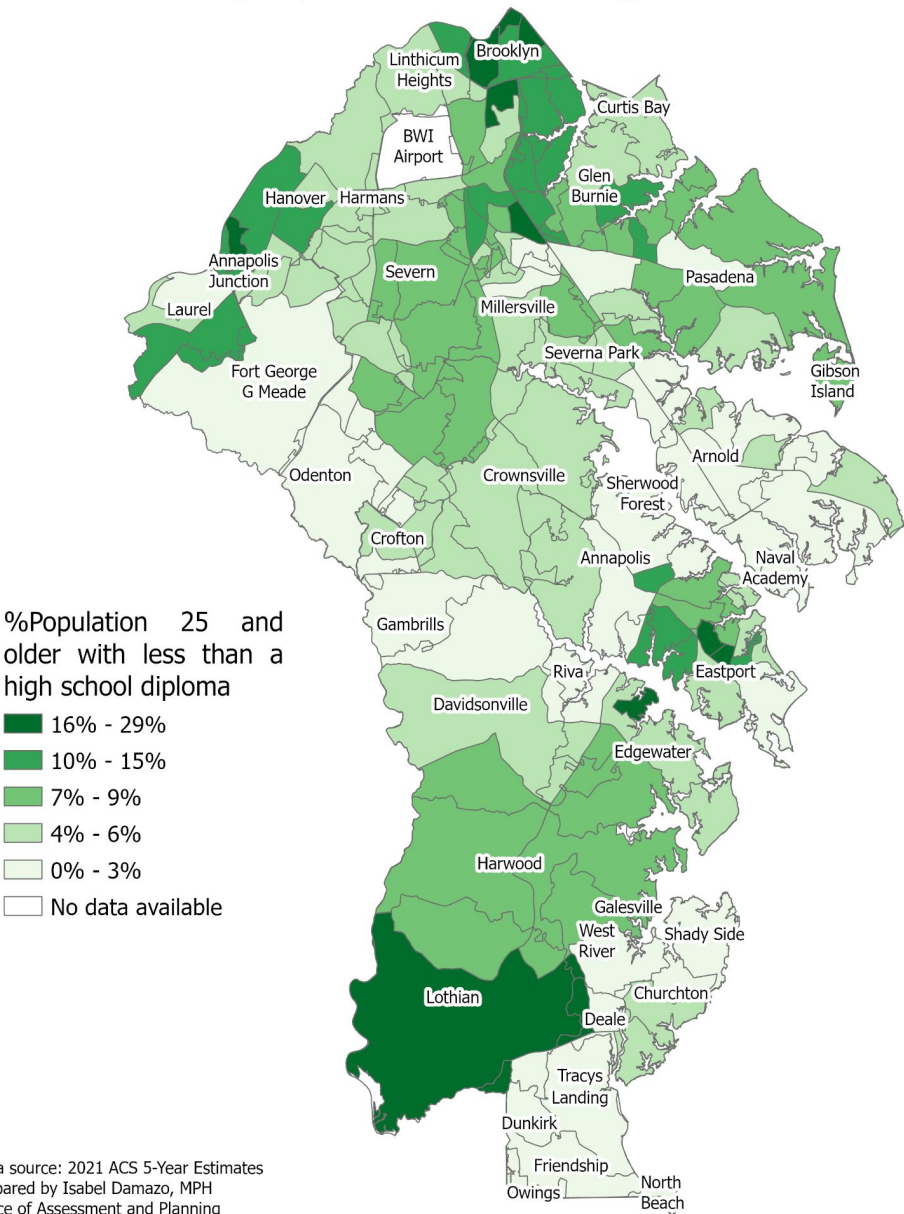 Brooklyn
Linthicum
Heights
Curtis Bay
BWI
Airport
Glen
Burnie
Hanover
Harmans
Annapolis
Junction
Severn
Pasadena
Laurel
Millersville
Severna Park
Fort George
G Meade
Gibson
Island
Arnold
Odenton
Crownsville
Sherwood
Forest
Crofton
Annapolis
Naval
Academy
Gambrills
Riva
Eastport
Davidsonville
Edgewater
Harwood
Galesville
West
River
Shady Side
Lothian
Churchton
Deale
Tracys
Landing
Dunkirk
Friendship
Owings
North
Beach
%Population 25 and
older with less than a
high school diploma
16% - 29%
10% - 15%
7% - 9%
4% - 6%
0% - 3%
No data available
a source: 2021 ACS 5-Year Estimates
pared by Isabel Damazo, MPH
ce of Assessment and Planning